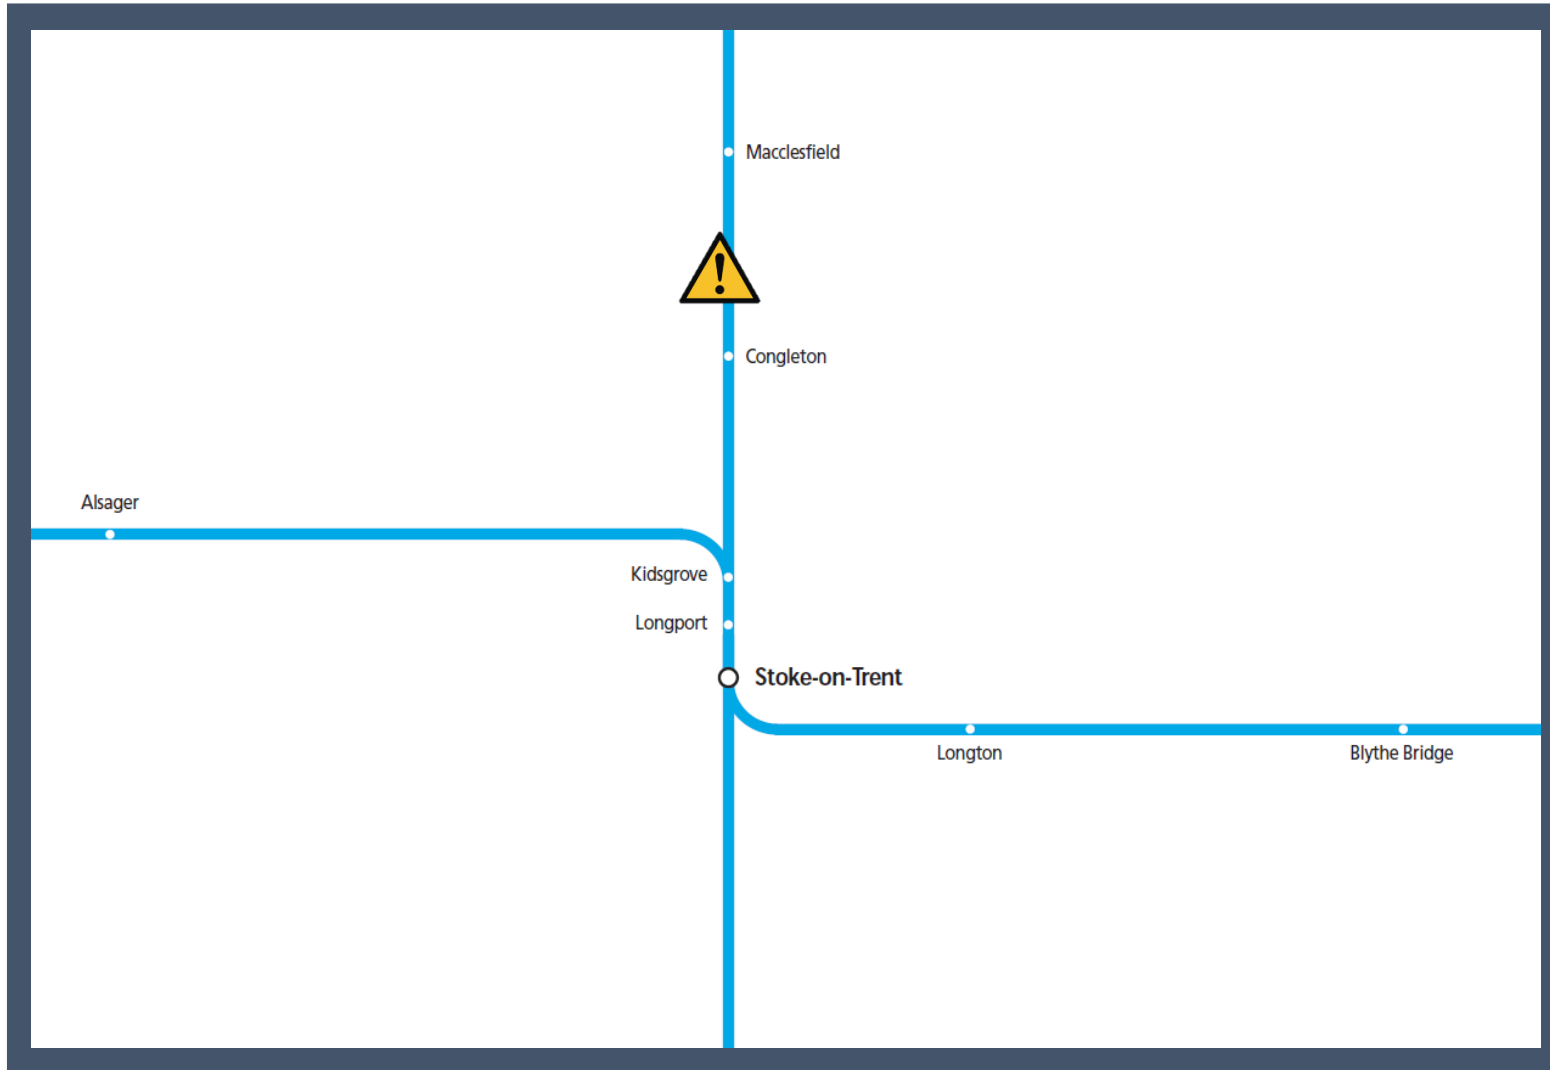 Macclesfield
Congleton
Alsager
Kidsgrove
Longport
Stoke-on-Trent
Longton
Blythe Bridge